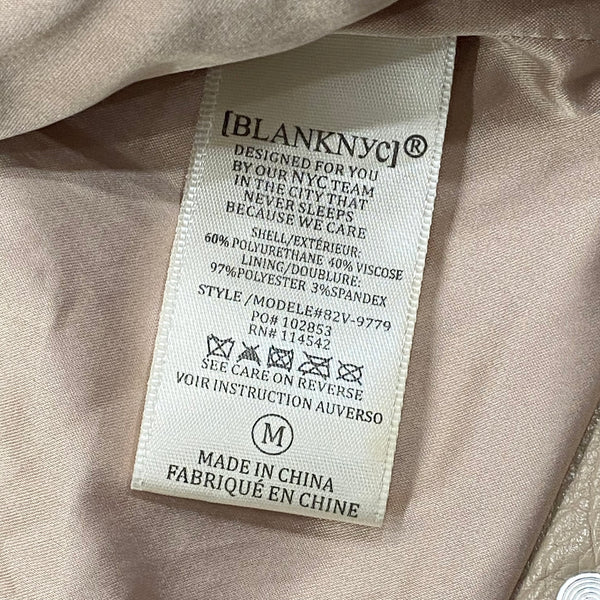 [BLANKNYC]®
DESIGNED FOR YOU
BY OUR NYC TEAM
IN THE CITY THAT
NEVER SLEEPS
BECAUSE WE CARE
SHELL/EXTÉRIEUR:
60% POLYURETHANE 40% VISCOSE
LINING/DOUBLURE:
97%POLYESTER 3%SPANDEX
STYLE /MODELE#82V-9779
PO# 102853
RN# 114542
SEE CARE ON REVERSE
VOIR INSTRUCTION AUVERSO
M
MADE IN CHINA
FABRIQUÉ EN CHINE